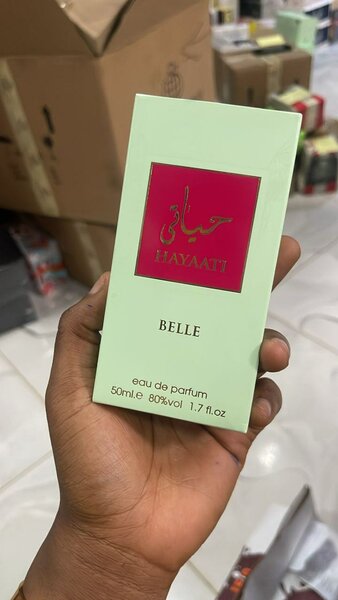 حياتي
HAYAATI
BELLE
eau de parfum
50ml.e 80%vol 1.7 fl.oz